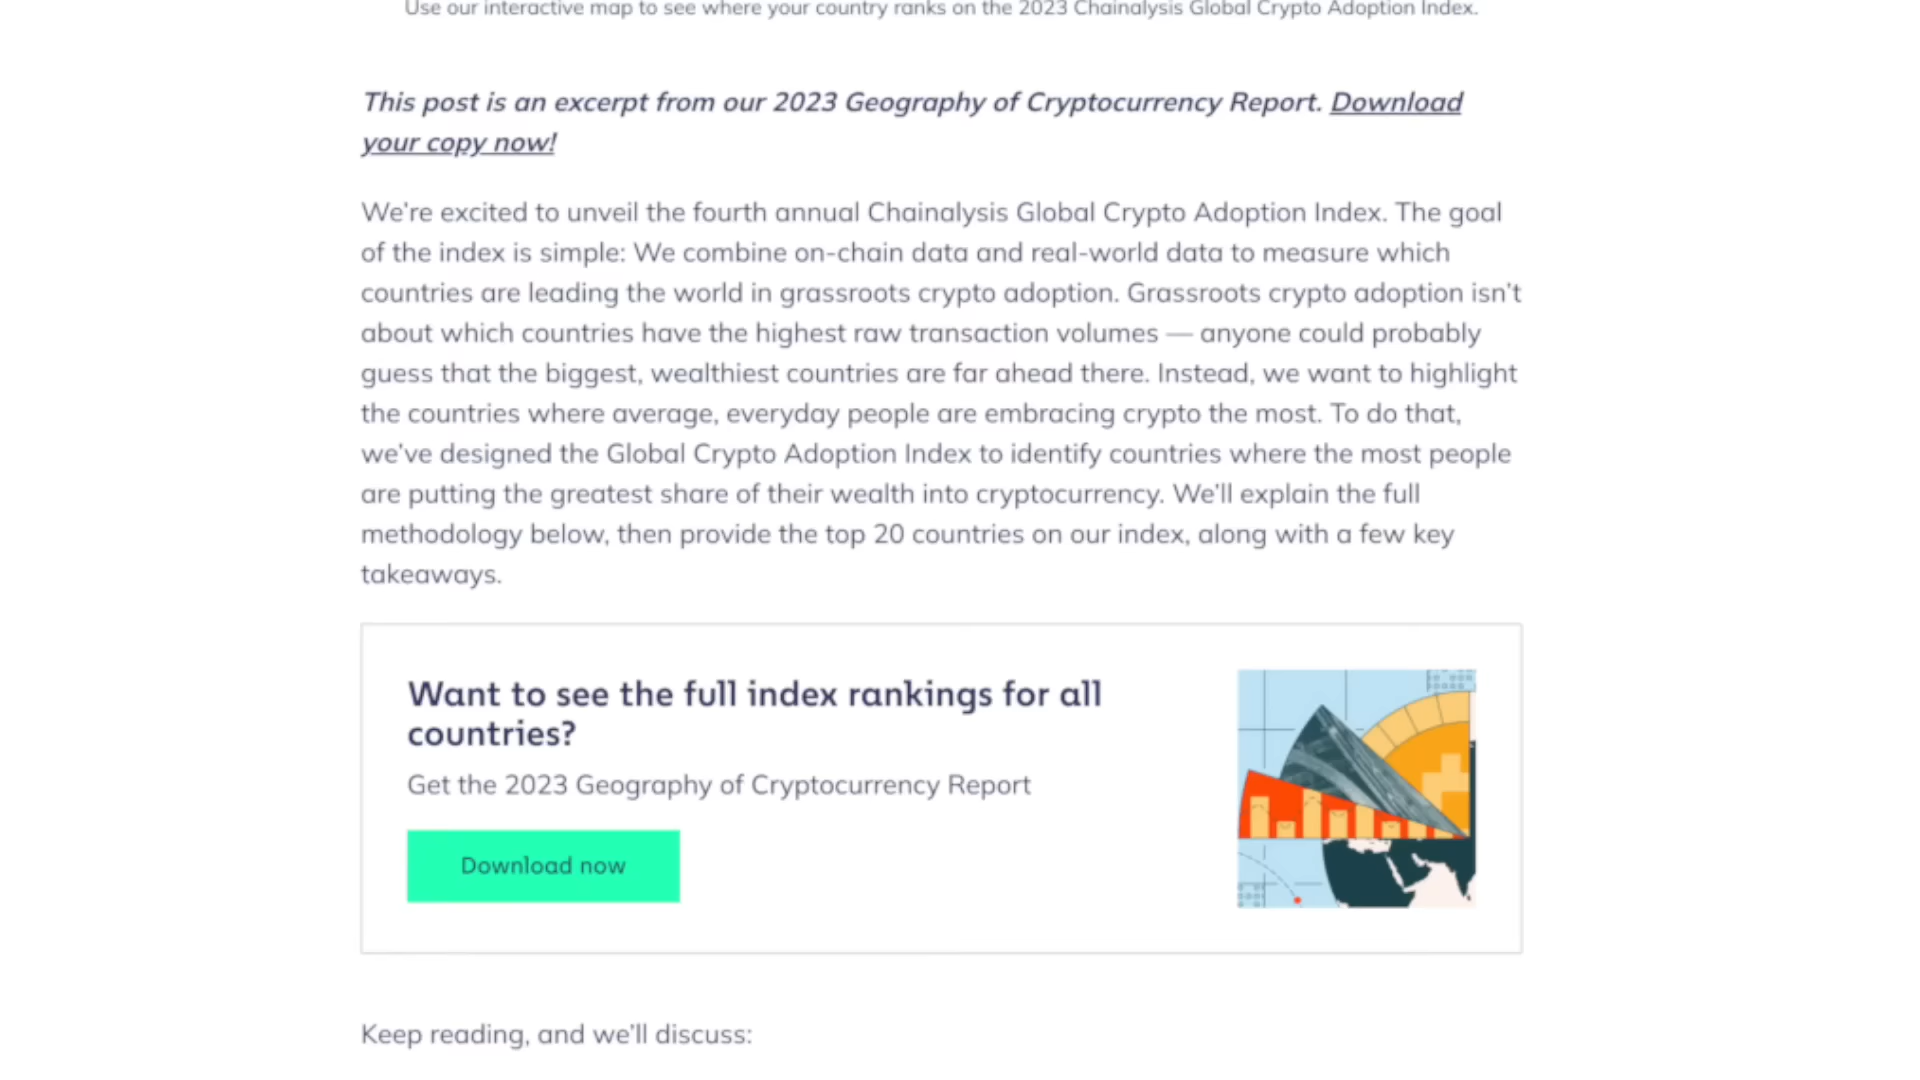 Use our interactive map to see where your country ranks on the 2023 Chainalysis Global Crypto Adoption Index.
This post is an excerpt from our 2023 Geography of Cryptocurrency Report. Download
your copy now!
We’re excited to unveil the fourth annual Chainalysis Global Crypto Adoption Index. The goal
of the index is simple: We combine on-chain data and real-world data to measure which
countries are leading the world in grassroots crypto adoption. Grassroots crypto adoption isn’t
about which countries have the highest raw transaction volumes — anyone could probably
guess that the biggest, wealthiest countries are far ahead there. Instead, we want to highlight
the countries where average, everyday people are embracing crypto the most. To do that,
we’ve designed the Global Crypto Adoption Index to identify countries where the most people
are putting the greatest share of their wealth into cryptocurrency. We’ll explain the full
methodology below, then provide the top 20 countries on our index, along with a few key
takeaways.
Want to see the full index rankings for all
countries?
Get the 2023 Geography of Cryptocurrency Report
Download now
Keep reading, and we’ll discuss: